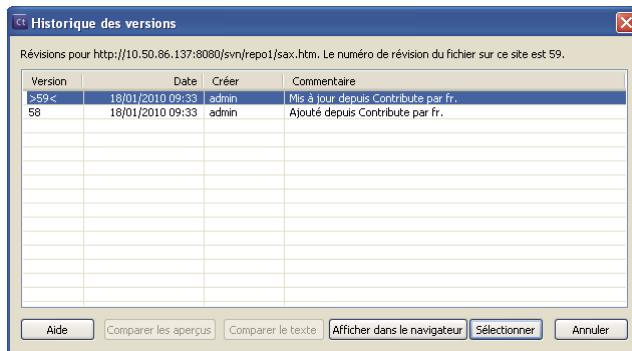 Ct Historique des versions
Révisions pour http://10.50.86.137:8080/svn/repo1/sax.htm. Le numéro de révision du fichier sur ce site est 59.
Version Date Créer Commentaire
>59< 18/01/2010 09:33 admin Mis à jour depuis Contribute par fr.
58 18/01/2010 09:33 admin Ajouté depuis Contribute par fr.
Aide Comparer les aperçus Comparer le texte Afficher dans le navigateur Sélectionner Annuler